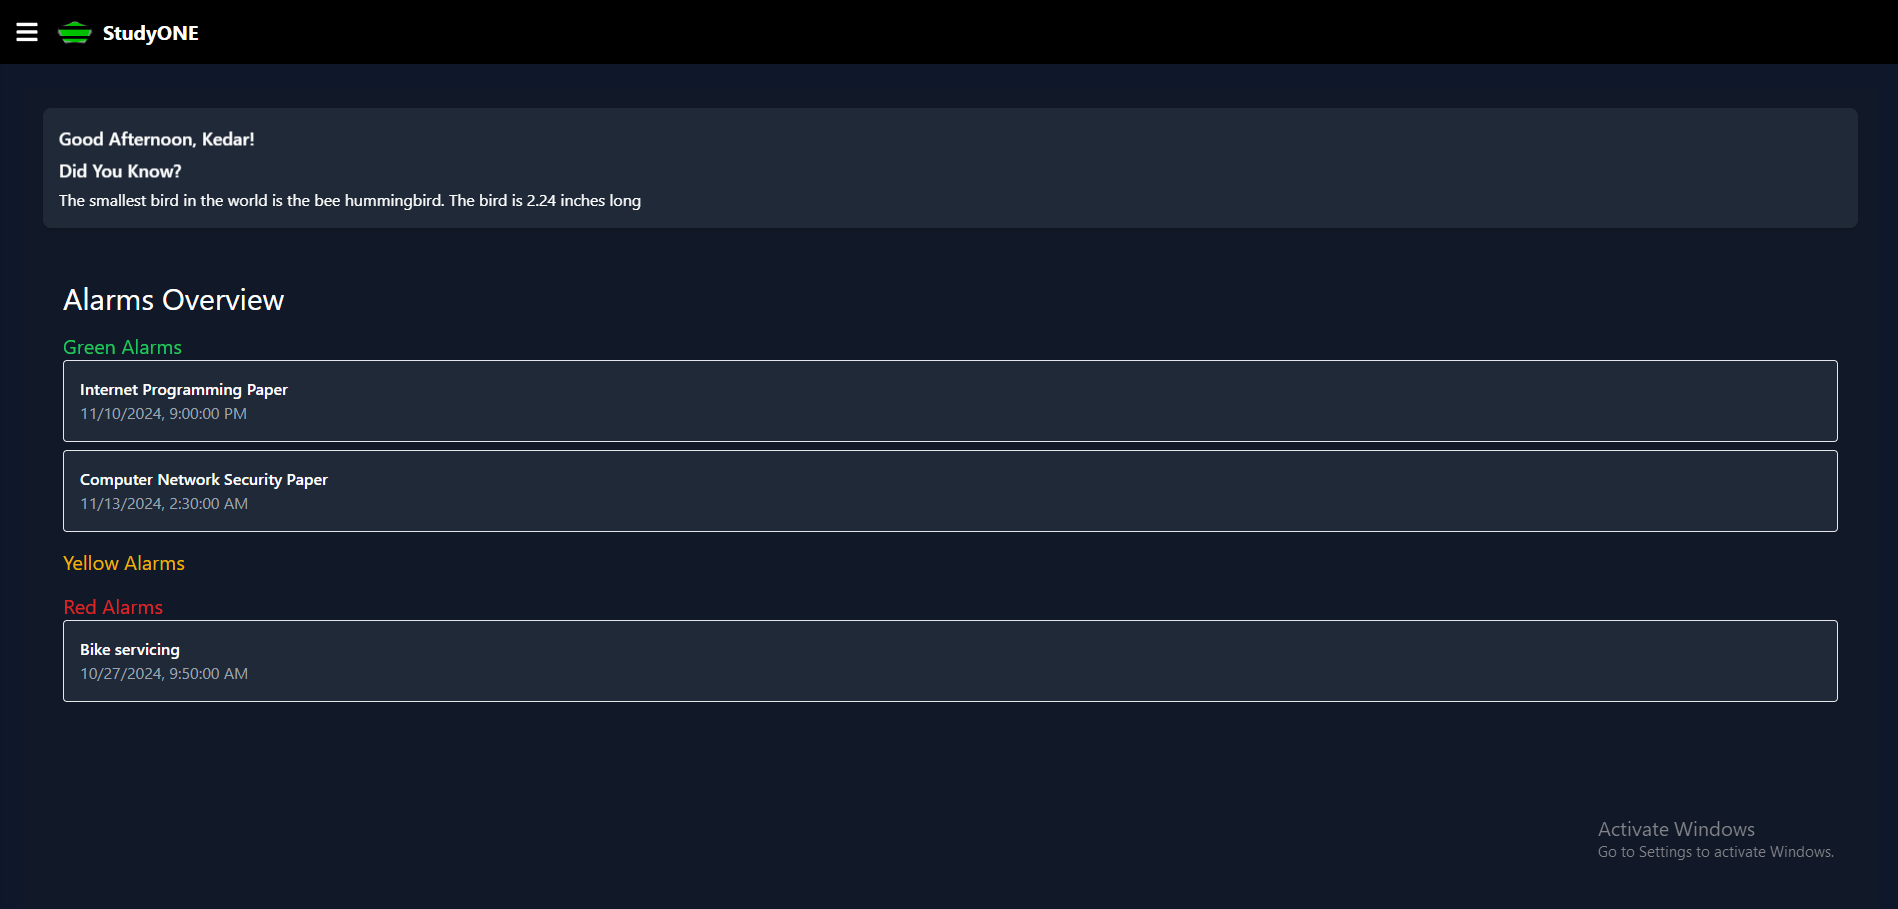 StudyONE
Good Afternoon, Kedar!
Did You Know?
The smallest bird in the world is the bee hummingbird. The bird is 2.24 inches long
Alarms Overview
Green Alarms
Internet Programming Paper
11/10/2024, 9:00:00 PM
Computer Network Security Paper
11/13/2024, 2:30:00 AM
Yellow Alarms
Red Alarms
Bike servicing
10/27/2024, 9:50:00 AM
Activate Windows
Go to Settings to activate Windows.